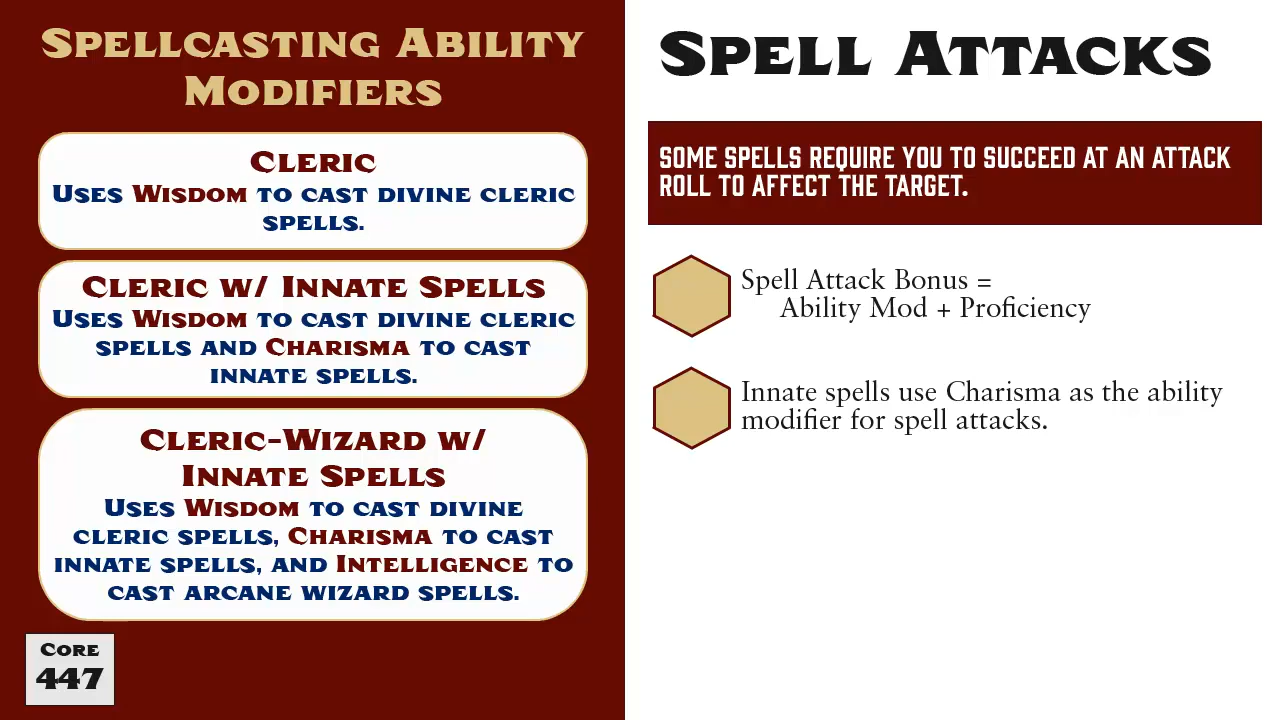 Spellcasting Ability
Modifiers
Cleric
Uses Wisdom to cast divine cleric
spells.
Cleric w/ Innate Spells
Uses Wisdom to cast divine cleric
spells and Charisma to cast
innate spells.
Cleric-Wizard w/
Innate Spells
Uses Wisdom to cast divine
cleric spells, Charisma to cast
innate spells, and Intelligence to
cast arcane wizard spells.
Core
447
Spell Attacks
SOME SPELLS REQUIRE YOU TO SUCCEED AT AN ATTACK
ROLL TO AFFECT THE TARGET.
Spell Attack Bonus =
Ability Mod + Proficiency
Innate spells use Charisma as the ability
modifier for spell attacks.